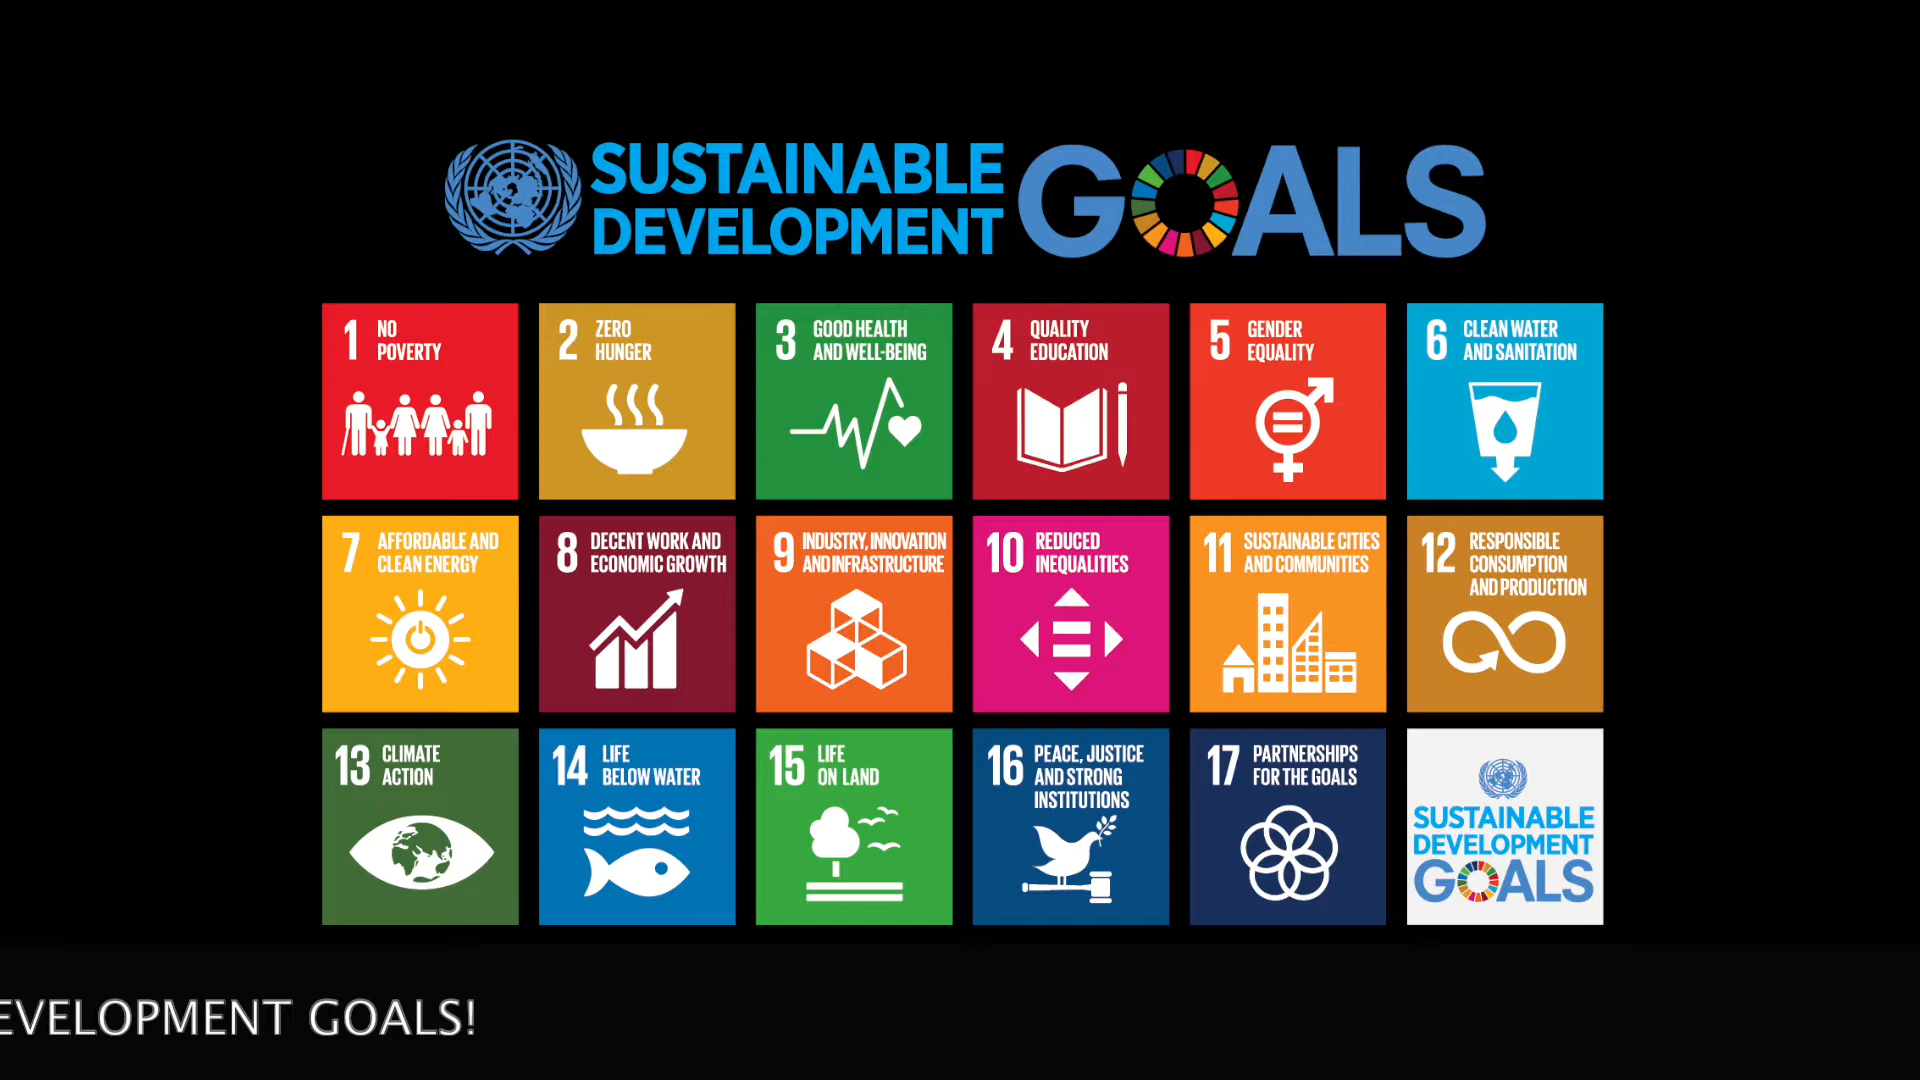 SUSTAINABLE
DEVELOPMENT
GOALS
1 NO
POVERTY
2 ZERO
HUNGER
3 GOOD HEALTH
AND WELL-BEING
4 QUALITY
EDUCATION
5 GENDER
EQUALITY
6 CLEAN WATER
AND SANITATION
7 AFFORDABLE AND
CLEAN ENERGY
8 DECENT WORK AND
ECONOMIC GROWTH
9 INDUSTRY, INNOVATION
AND INFRASTRUCTURE
10 REDUCED
INEQUALITIES
11 SUSTAINABLE CITIES
AND COMMUNITIES
12 RESPONSIBLE
CONSUMPTION
AND PRODUCTION
13 CLIMATE
ACTION
14 LIFE
BELOW WATER
15 LIFE
ON LAND
16 PEACE, JUSTICE
AND STRONG
INSTITUTIONS
17 PARTNERSHIPS
FOR THE GOALS
SUSTAINABLE
DEVELOPMENT
GOALS
EVELOPMENT GOALS!